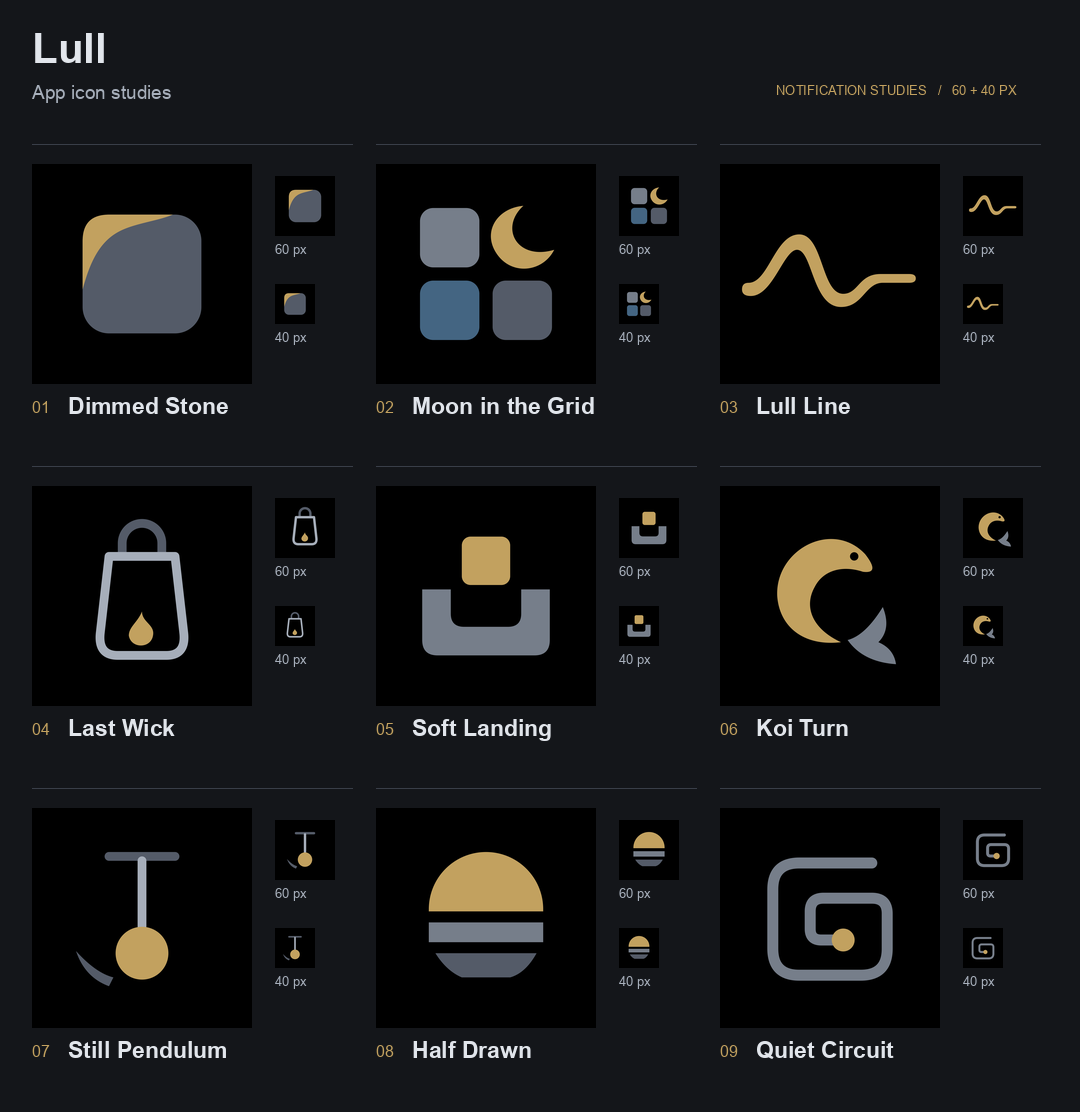 Lull
App icon studies
NOTIFICATION STUDIES / 60 + 40 PX
60 px
40 px
01 Dimmed Stone
60 px
40 px
02 Moon in the Grid
60 px
40 px
03 Lull Line
60 px
40 px
04 Last Wick
60 px
40 px
05 Soft Landing
60 px
40 px
06 Koi Turn
60 px
40 px
07 Still Pendulum
60 px
40 px
08 Half Drawn
60 px
40 px
09 Quiet Circuit